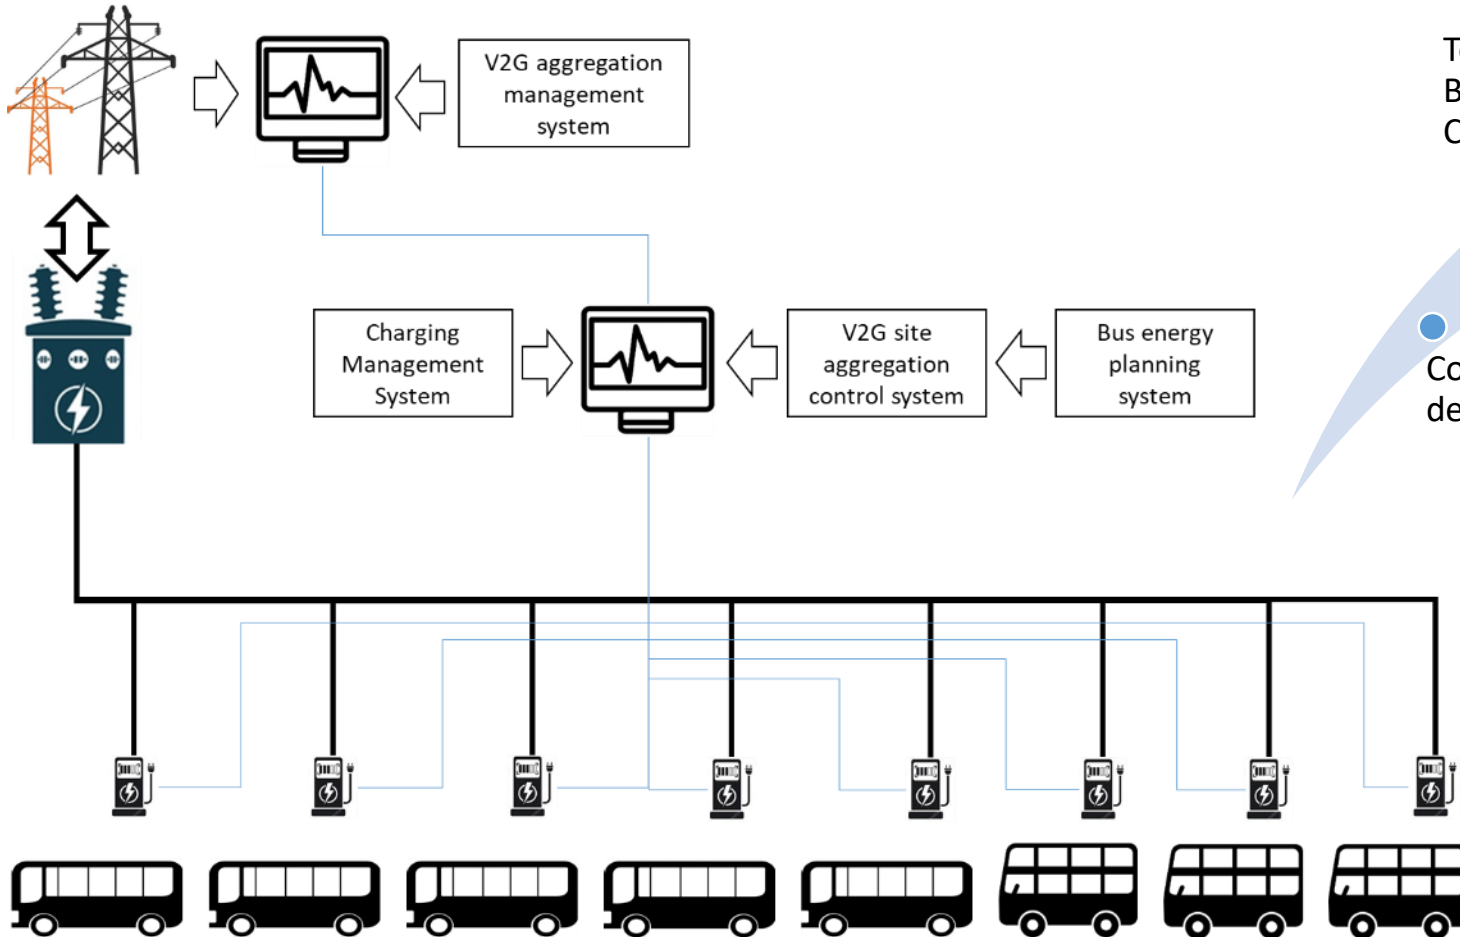 V2G aggregation
management
system
Charging
Management
System
V2G site
aggregation
control system
Bus energy
planning
system